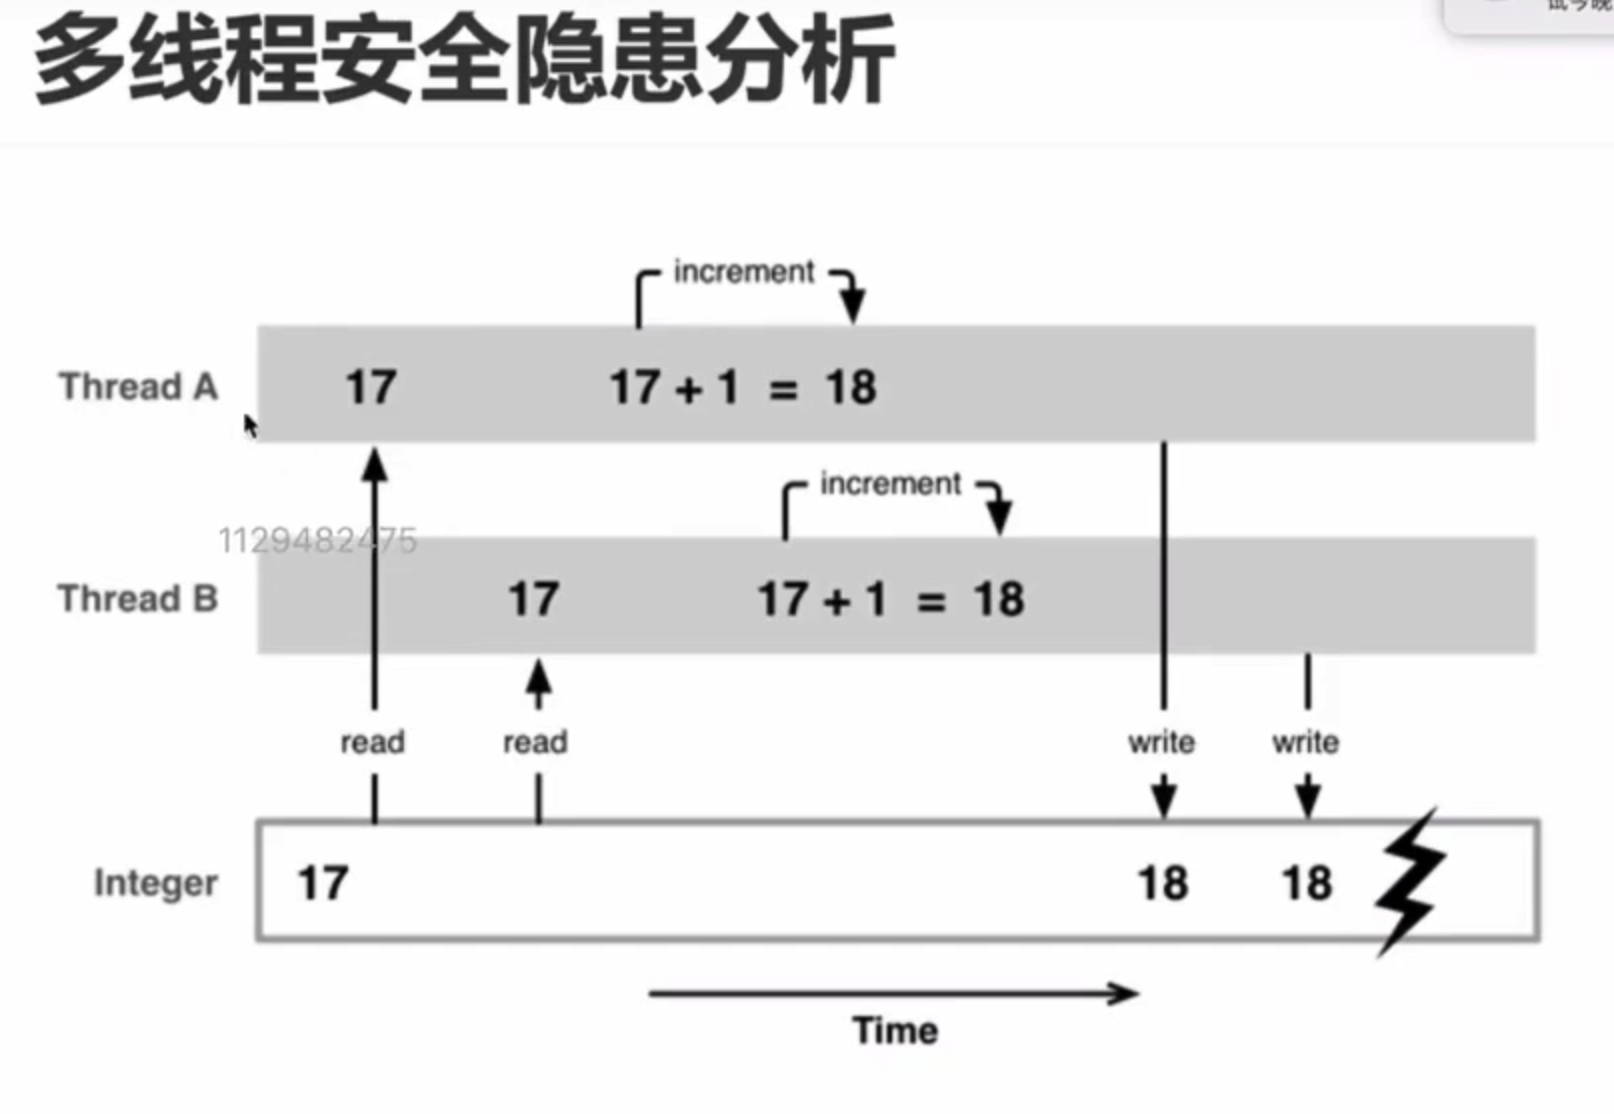 多线程安全隐患分析
increment
Thread A 17 17 + 1 = 18
increment
1129482475
Thread B 17 17 + 1 = 18
read read write write
Integer 17 18 18
Time